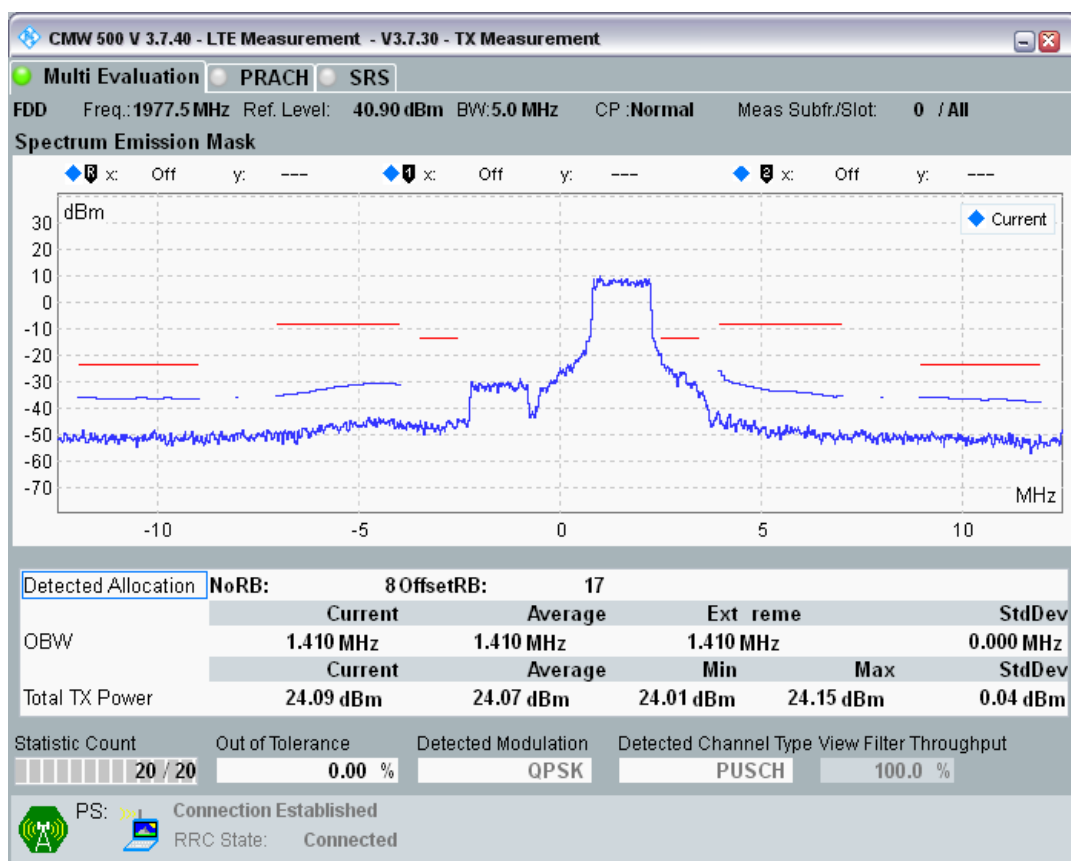 CMW 500 V 3.7.40 - LTE Measurement - V3.7.30 - TX Measurement
Multi Evaluation PRACH SRS
FDD Freq.: 1977.5 MHz Ref. Level: 40.90 dBm BW: 5.0 MHz CP : Normal Meas Subfr./Slot: 0 / All
Spectrum Emission Mask
R x: Off y: --- 1 x: Off y: --- 2 x: Off y: ---
dBm
Current
30
20
10
0
-10
-20
-30
-40
-50
-60
-70
MHz
-10 -5 0 5 10
Detected Allocation NoRB: 8 OffsetRB: 17
Current Average Ext reme StdDev
OBW 1.410 MHz 1.410 MHz 1.410 MHz 0.000 MHz
Current Average Min Max StdDev
Total TX Power 24.09 dBm 24.07 dBm 24.01 dBm 24.15 dBm 0.04 dBm
Statistic Count Out of Tolerance Detected Modulation Detected Channel Type View Filter Throughput
20 / 20 0.00 % QPSK PUSCH 100.0 %
PS: Connection Established
RRC State: Connected